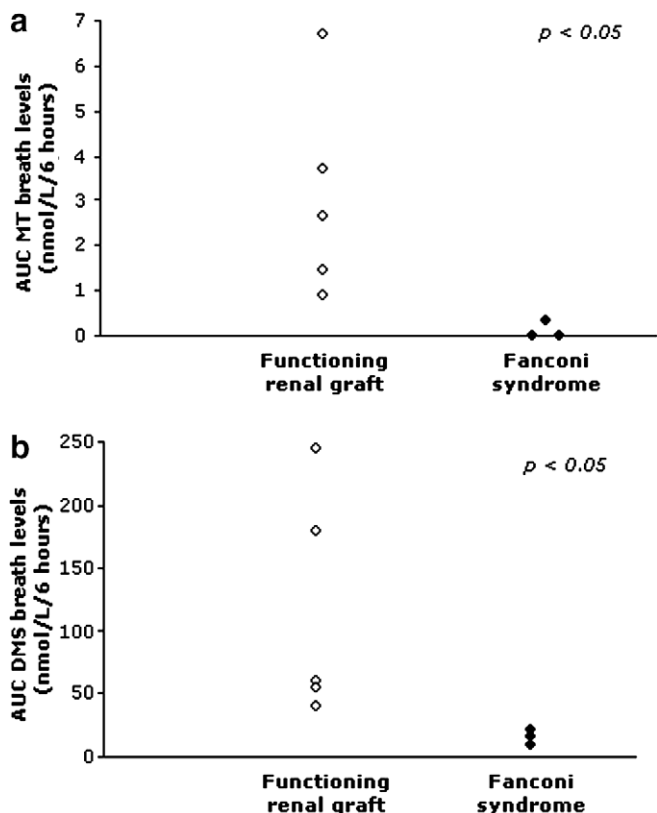 a
p < 0.05
AUC MT breath levels
(nmol/L/6 hours)
7
6
5
4
3
2
1
0
Functioning
renal graft
Fanconi
syndrome
b
p < 0.05
AUC DMS breath levels
(nmol/L/6 hours)
250
200
150
100
50
0
Functioning
renal graft
Fanconi
syndrome